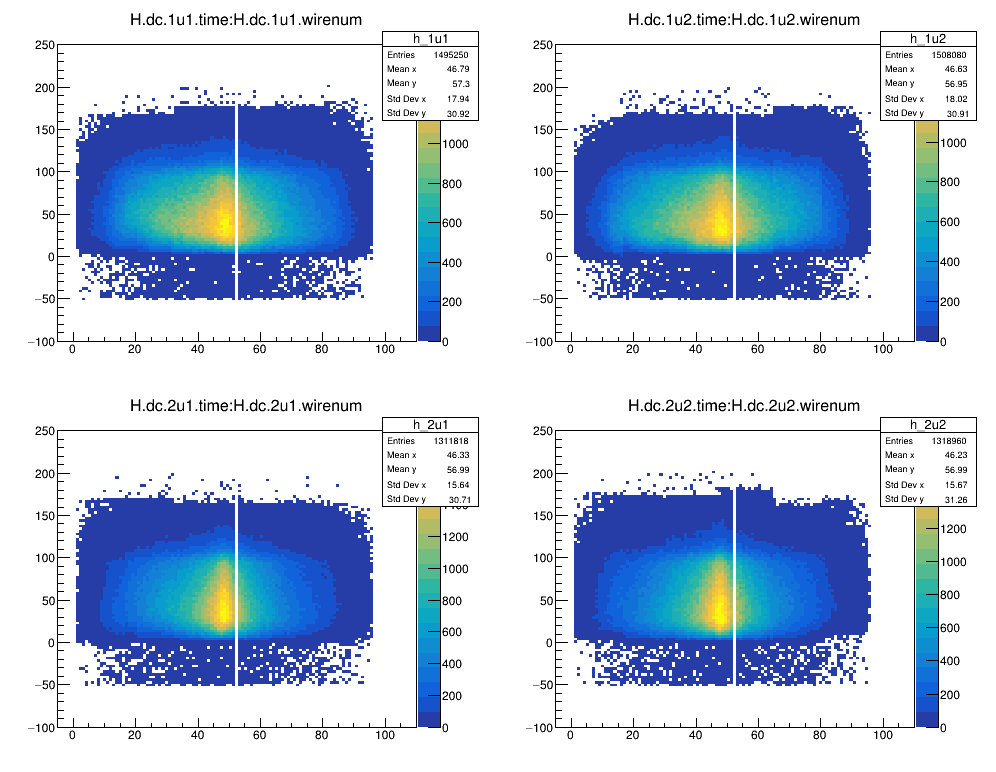 H.dc.1u1.time:H.dc.1u1.wirenum
h_1u1
Entries 1495250
Mean x 46.79
Mean y 57.3
Std Dev x 17.94
Std Dev y 30.92
250
200
150
100
50
0
−50
−100
0 20 40 60 80 100
1000
800
600
400
200
0
H.dc.1u2.time:H.dc.1u2.wirenum
h_1u2
Entries 1508080
Mean x 46.63
Mean y 56.95
Std Dev x 18.02
Std Dev y 30.91
250
200
150
100
50
0
−50
−100
0 20 40 60 80 100
1000
800
600
400
200
0
H.dc.2u1.time:H.dc.2u1.wirenum
h_2u1
Entries 1311818
Mean x 46.33
Mean y 56.99
Std Dev x 15.64
Std Dev y 30.71
250
200
150
100
50
0
−50
−100
0 20 40 60 80 100
1200
1000
800
600
400
200
0
H.dc.2u2.time:H.dc.2u2.wirenum
h_2u2
Entries 1318960
Mean x 46.23
Mean y 56.99
Std Dev x 15.67
Std Dev y 31.26
250
200
150
100
50
0
−50
−100
0 20 40 60 80 100
1200
1000
800
600
400
200
0